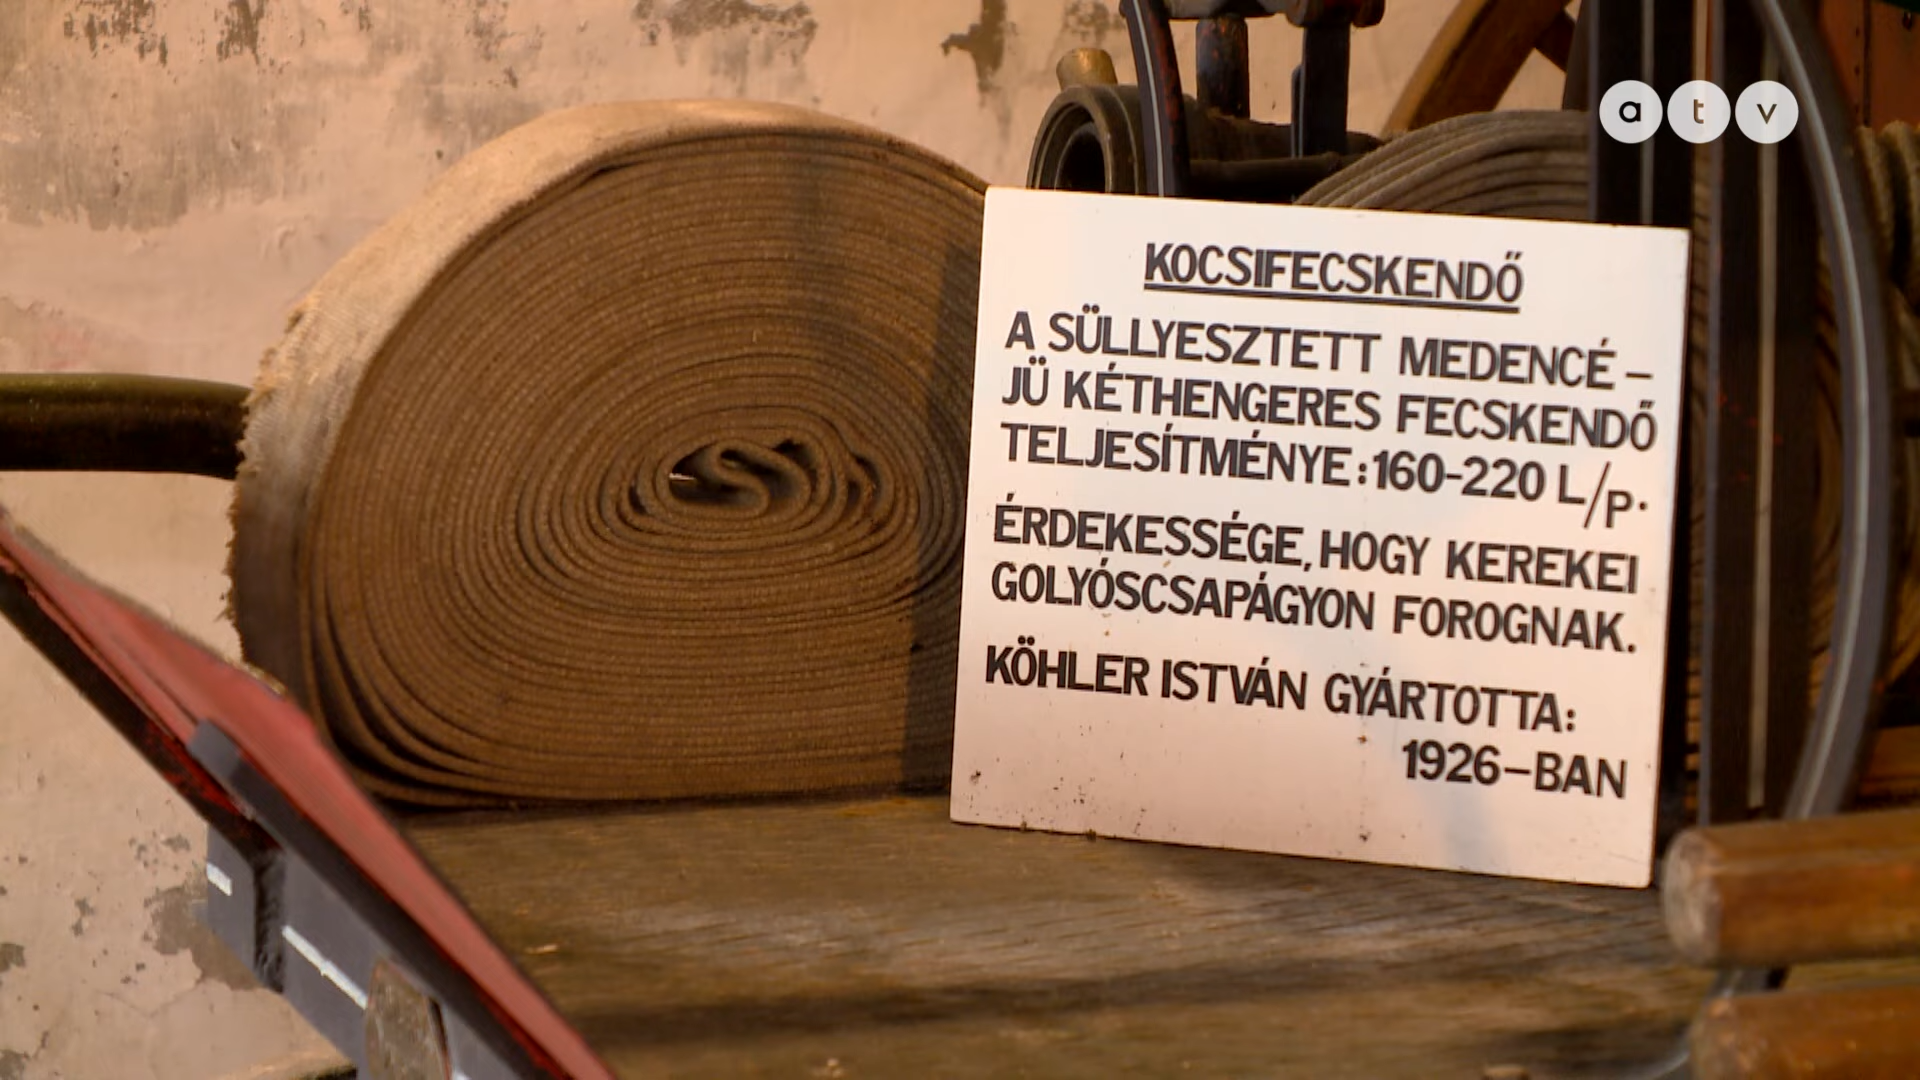 atv
KOCSIFECSKENDŐ
A SÜLLYESZTETT MEDENCÉ–
JÜ KÉTHENGERES FECSKENDŐ
TELJESÍTMÉNYE: 160-220 L/P.
ÉRDEKESSÉGE, HOGY KEREKEI
GOLYÓSCSAPÁGYON FOROGNAK.
KÖHLER ISTVÁN GYÁRTOTTA:
1926–BAN